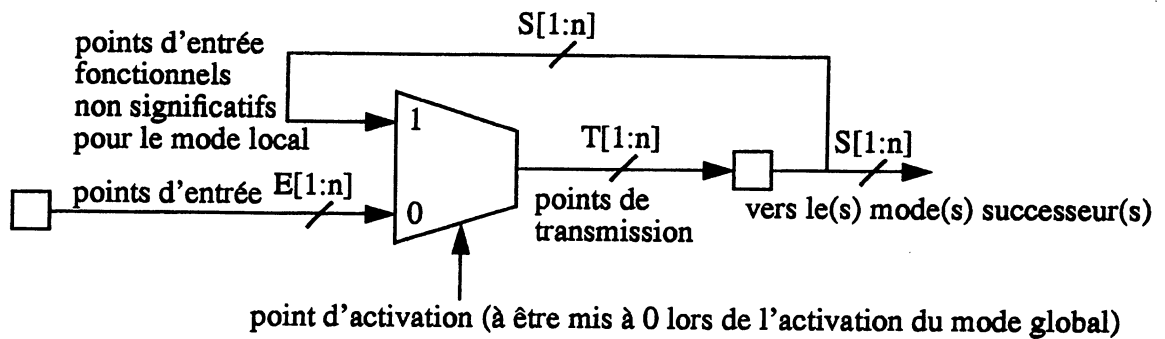 S[1:n]
points d'entrée
fonctionnels
non significatifs
pour le mode local
1
T[1:n]
S[1:n]
points d'entrée E[1:n]
0
points de
transmission
vers le(s) mode(s) successeur(s)
point d'activation (à être mis à 0 lors de l'activation du mode global)